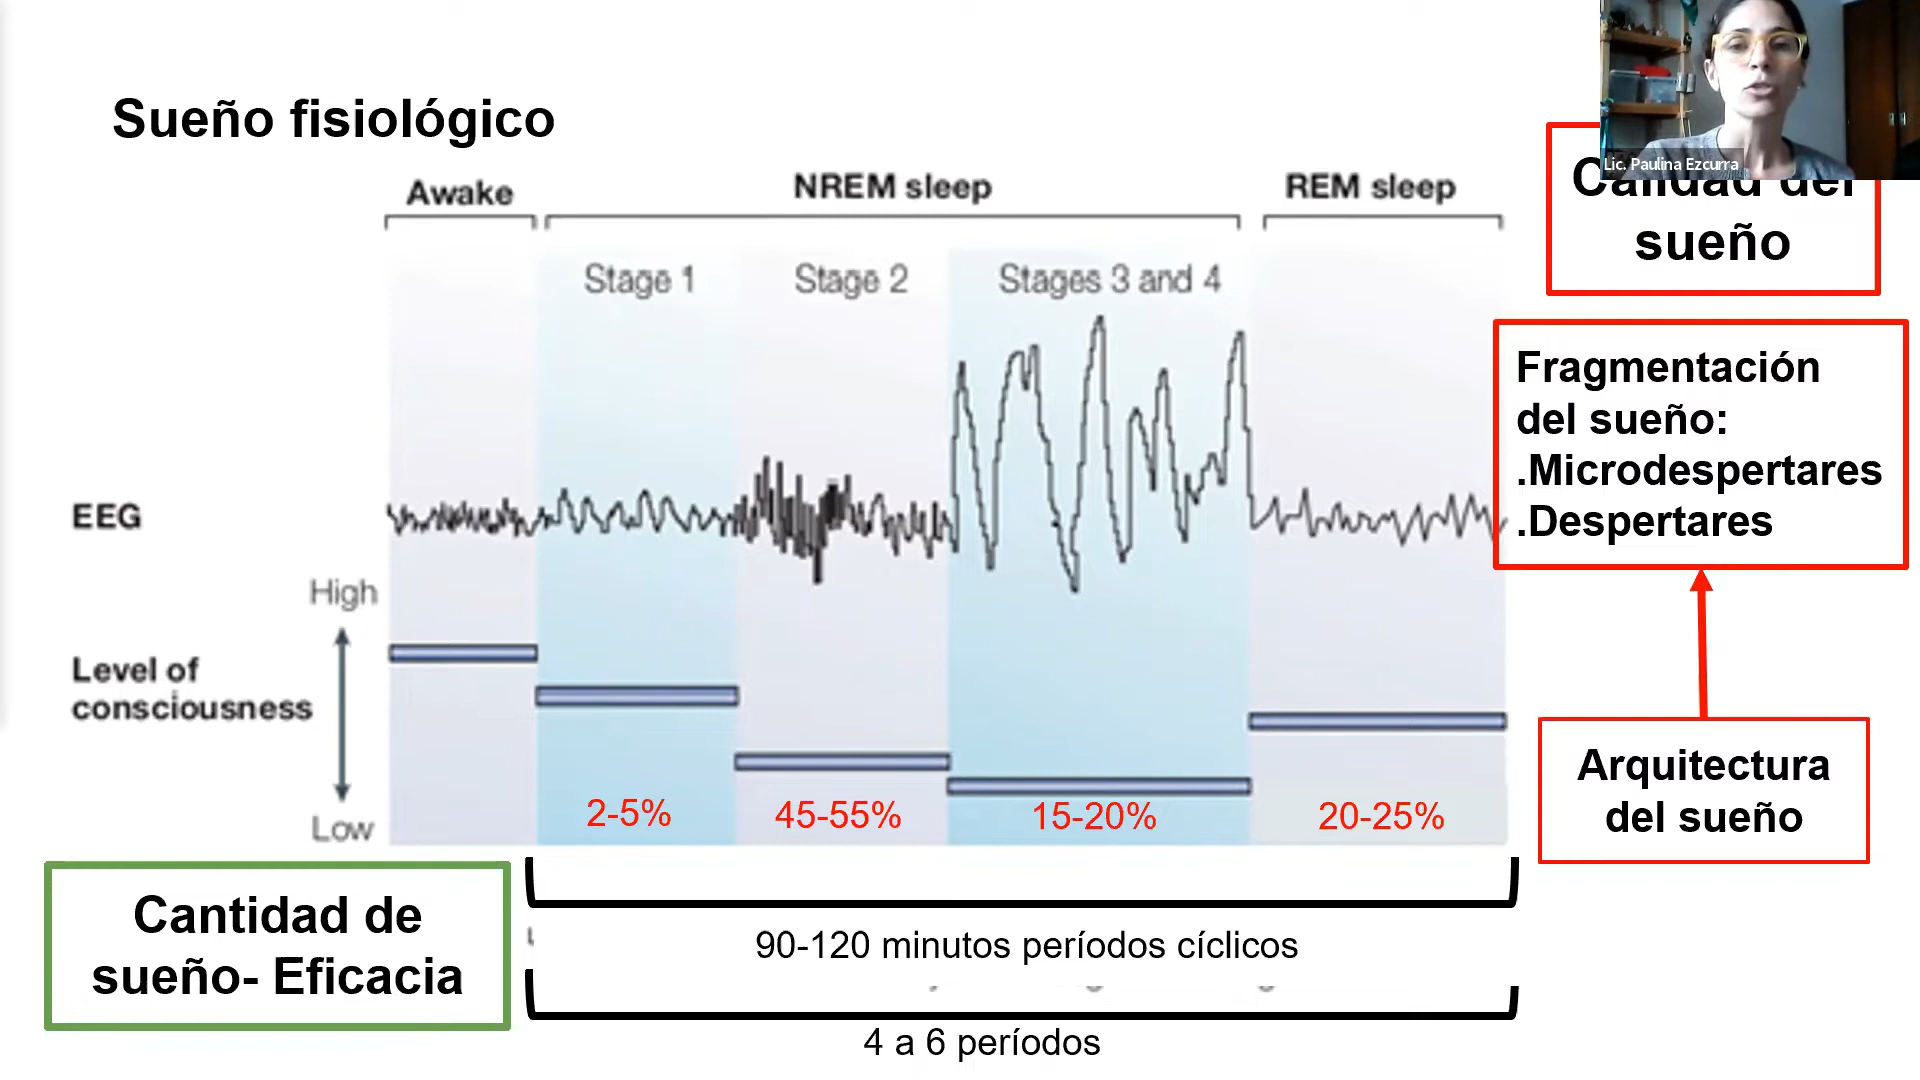 Sueño fisiológico
Lic. Paulina Ezcurra
Calidad del
sueño
Awake
NREM sleep
REM sleep
Stage 1
Stage 2
Stages 3 and 4
Fragmentación
del sueño:
.Microdespertares
.Despertares
EEG
High
Level of
consciousness
Low
2-5%
45-55%
15-20%
20-25%
Arquitectura
del sueño
Cantidad de
sueño- Eficacia
90-120 minutos períodos cíclicos
4 a 6 períodos